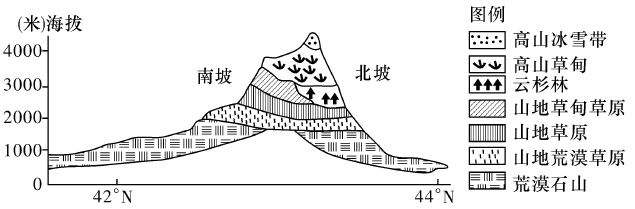 (米)海拔
4000
3000
2000
1000
0
南坡
北坡
42°N
44°N
图例
高山冰雪带
高山草甸
云杉林
山地草甸草原
山地草原
山地荒漠草原
荒漠石山